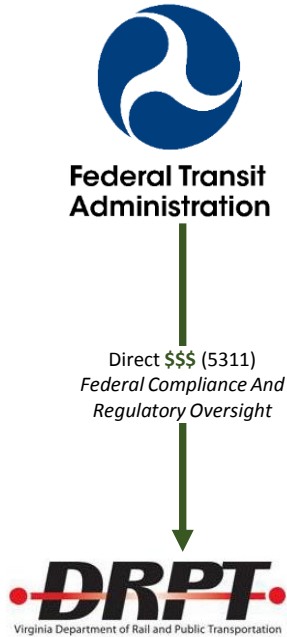 Federal Transit
Administration
Direct $$$ (5311)
Federal Compliance And
Regulatory Oversight
DRPT
Virginia Department of Rail and Public Transportation